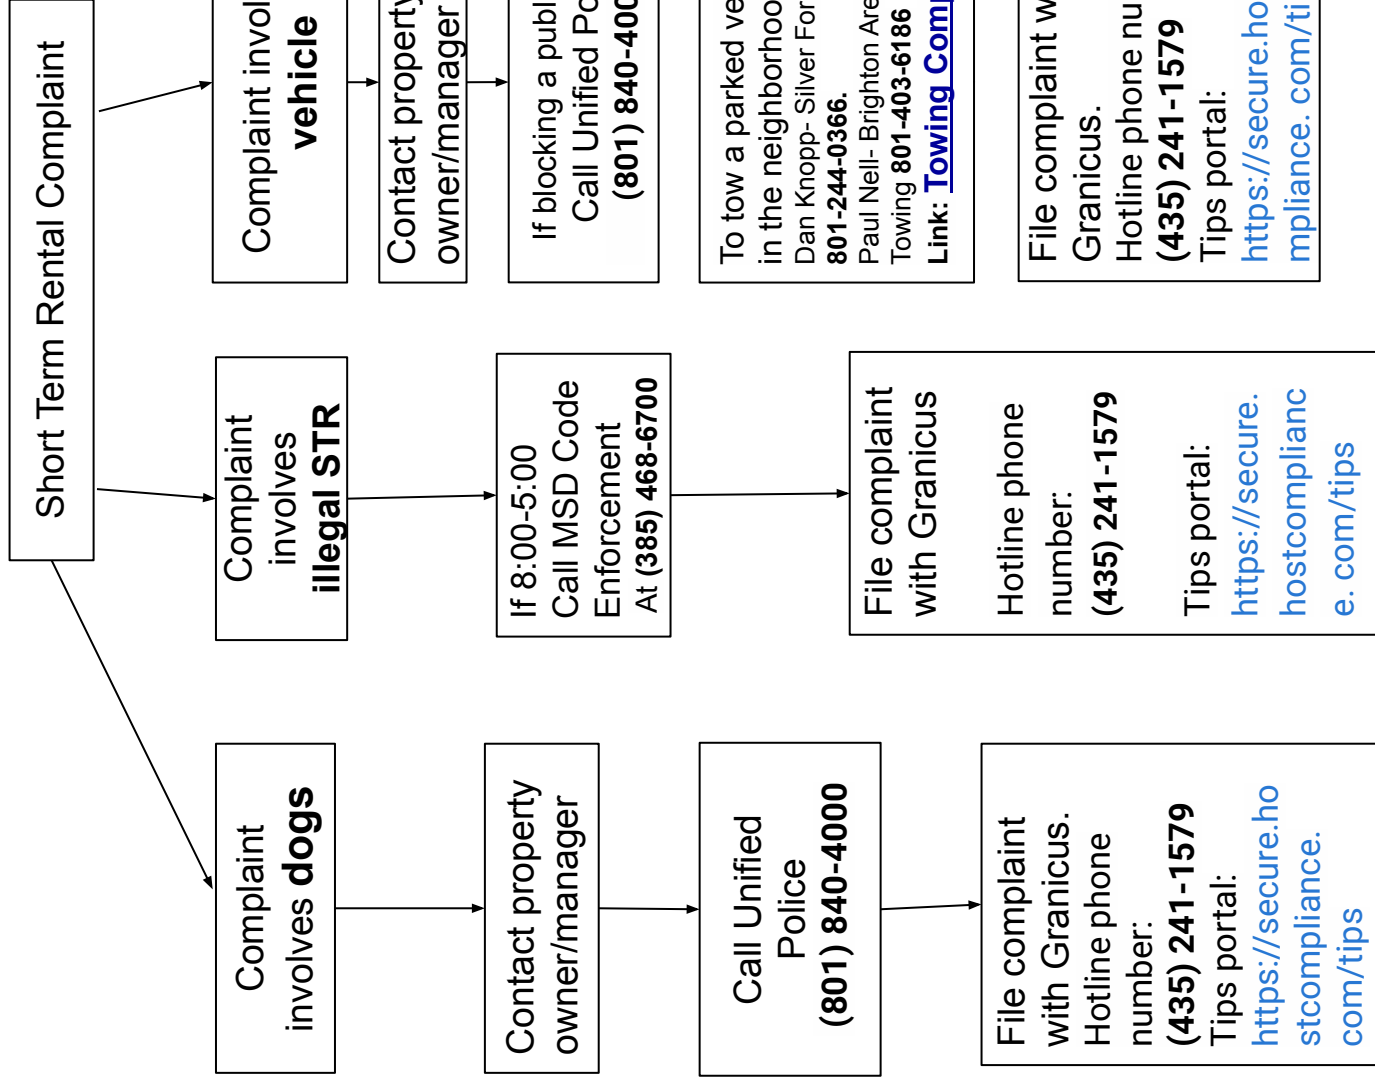 Short Term Rental Complaint
Complaint
involves dogs
Contact property
owner/manager
Call Unified
Police
(801) 840-4000
File complaint
with Granicus.
Hotline phone
number:
(435) 241-1579
Tips portal:
https://secure.ho
stcompliance.
com/tips
Complaint
involves
illegal STR
If 8:00-5:00
Call MSD Code
Enforcement
At (385) 468-6700
File complaint
with Granicus
Hotline phone
number:
(435) 241-1579
Tips portal:
https://secure.
hostcomplianc
e. com/tips
Complaint invol
vehicle
Contact property
owner/manager
If blocking a publ
Call Unified Po
(801) 840-400
To tow a parked ve
in the neighborhoo
Dan Knopp- Silver For
801-244-0366.
Paul Nell- Brighton Are
Towing 801-403-6186
Link: Towing Comp
File complaint w
Granicus.
Hotline phone nu
(435) 241-1579
Tips portal:
https://secure.ho
mpliance. com/ti